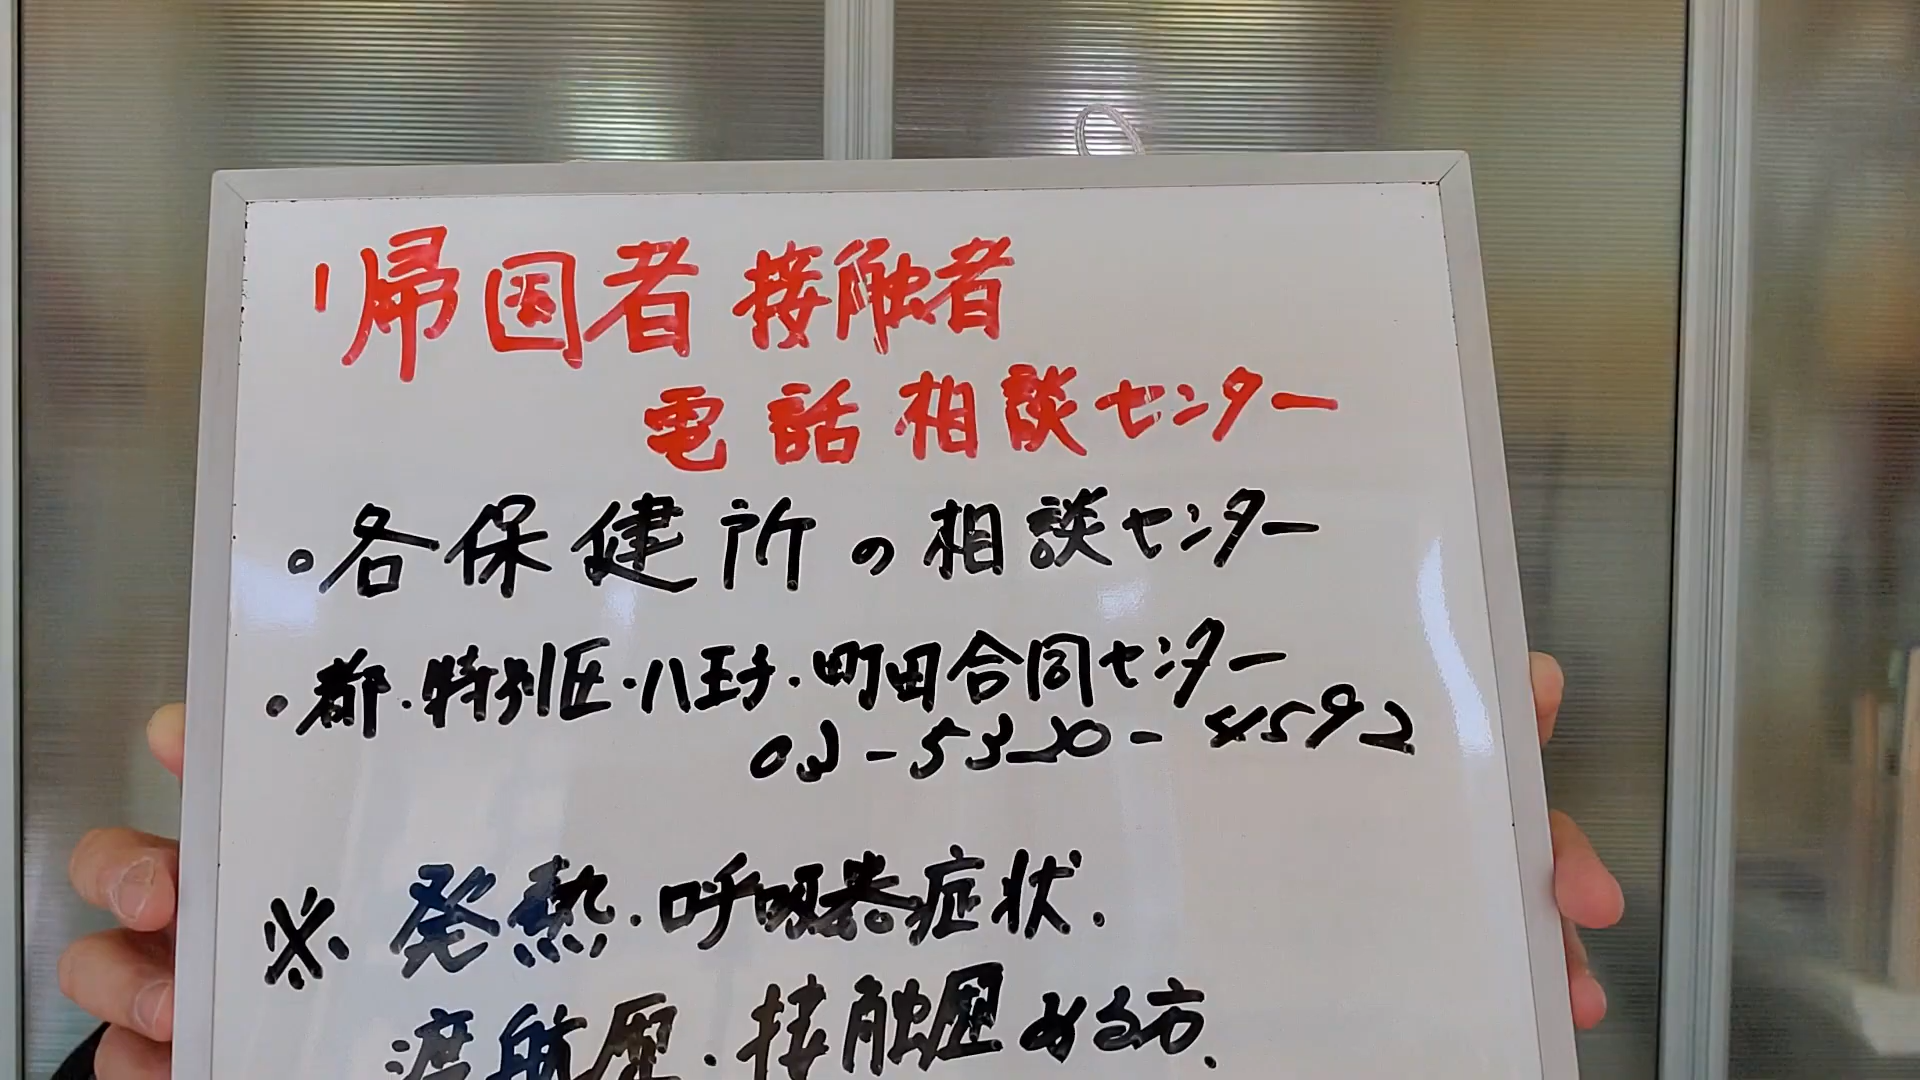 帰国者接触者
電話相談センター
。各保健所の相談センター
・都・特別区・八王子・町田合同センター
03-5320-4592
※発熱・呼吸器症状・
渡航歴・接触歴ある方.